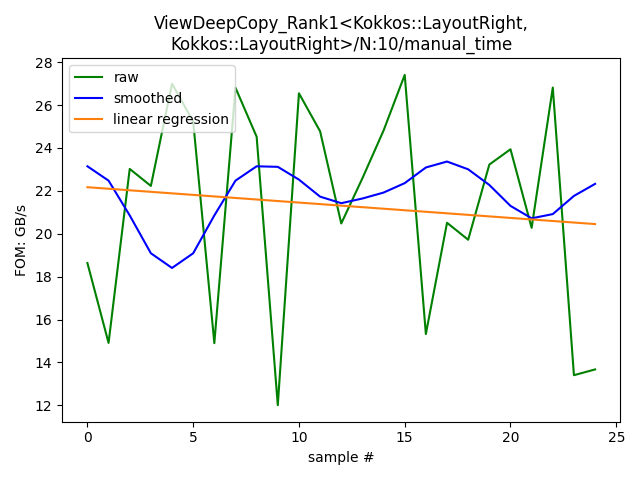 ViewDeepCopy_Rank1<Kokkos::LayoutRight,
Kokkos::LayoutRight>/N:10/manual_time
28
26
24
22
20
18
16
14
12
FOM: GB/s
raw
smoothed
linear regression
0 5 10 15 20 25
sample #